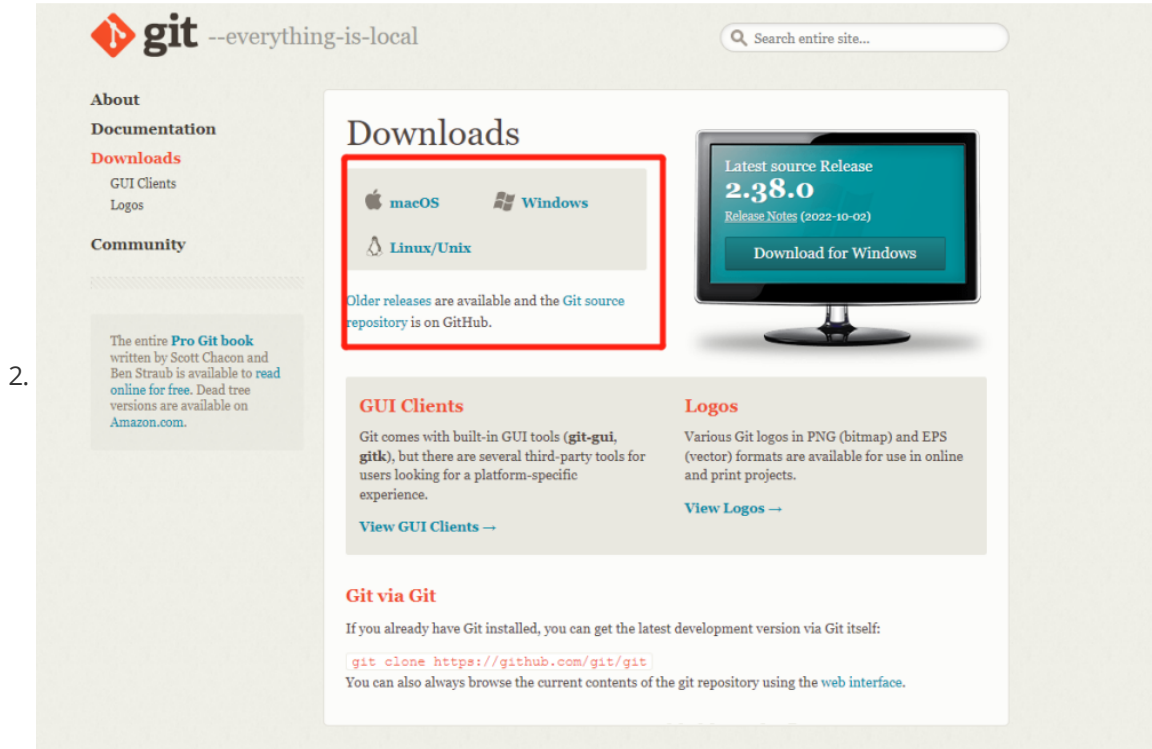 git --everything-is-local
Search entire site...
About
Documentation
Downloads
GUI Clients
Logos
Community
The entire Pro Git book
written by Scott Chacon and
Ben Straub is available to read
online for free. Dead tree
versions are available on
Amazon.com.
2.
Downloads
macOS
Windows
Linux/Unix
Older releases are available and the Git source
repository is on GitHub.
Latest source Release
2.38.0
Release Notes (2022-10-02)
Download for Windows
GUI Clients
Git comes with built-in GUI tools (git-gui,
gitk), but there are several third-party tools for
users looking for a platform-specific
experience.
View GUI Clients →
Logos
Various Git logos in PNG (bitmap) and EPS
(vector) formats are available for use in online
and print projects.
View Logos →
Git via Git
If you already have Git installed, you can get the latest development version via Git itself:
git clone https://github.com/git/git
You can also always browse the current contents of the git repository using the web interface.